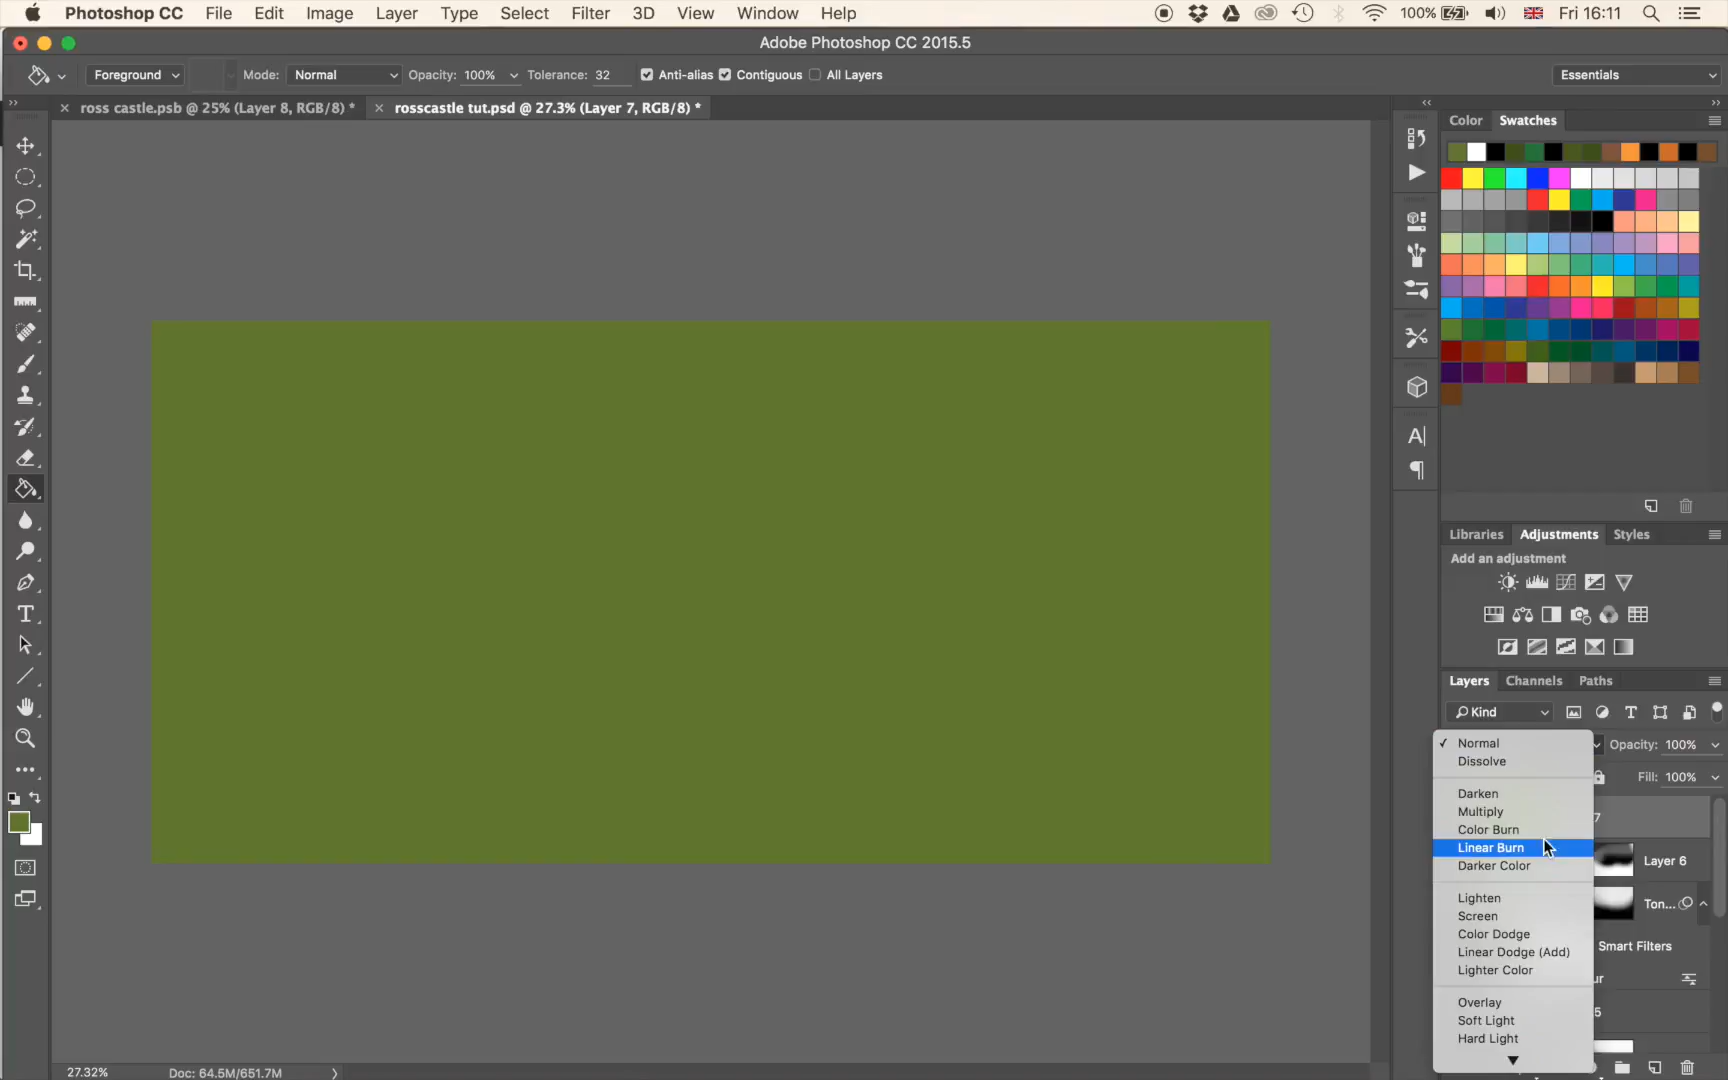 Photoshop CC File Edit Image Layer Type Select Filter 3D View Window Help 100% Fri 16:11
Adobe Photoshop CC 2015.5
Foreground Mode: Normal Opacity: 100% Tolerance: 32 Anti-alias Contiguous All Layers Essentials
ross castle.psb @ 25% (Layer 8, RGB/8) * rosscastle tut.psd @ 27.3% (Layer 7, RGB/8) *
Color Swatches
Libraries Adjustments Styles
Add an adjustment
Layers Channels Paths
Kind
Normal Opacity: 100%
Dissolve
Fill: 100%
Darken
Multiply 7
Color Burn
Linear Burn
Darker Color Layer 6
Lighten
Screen Ton...
Color Dodge
Linear Dodge (Add) Smart Filters
Lighter Color ur
Overlay
Soft Light 5
Hard Light
27.32% Doc: 64.5M/651.7M